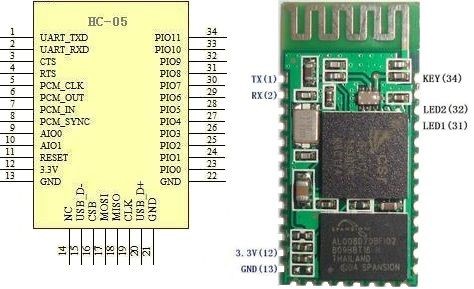 HC-05
1 UART_TXD PIO11 34
2 UART_RXD PIO10 33
3 CTS PIO9 32
4 RTS PIO8 31
5 PCM_CLK PIO7 30
6 PCM_OUT PIO6 29
7 PCM_IN PIO5 28
8 PCM_SYNC PIO4 27
9 AIO0 PIO3 26
10 AIO1 PIO2 25
11 RESET PIO1 24
12 3.3V PIO0 23
13 GND GND 22
14 NC
15 USB_D-
16 CSB
17 MOSI
18 MISO
19 CLK
20 USB_D+
21 GND
TX(1)
RX(2)
KEY(34)
LED2(32)
LED1(31)
3.3V(12)
GND(13)
SPANSION
AL008D70BFI02
THAILAND
04 SPANSION